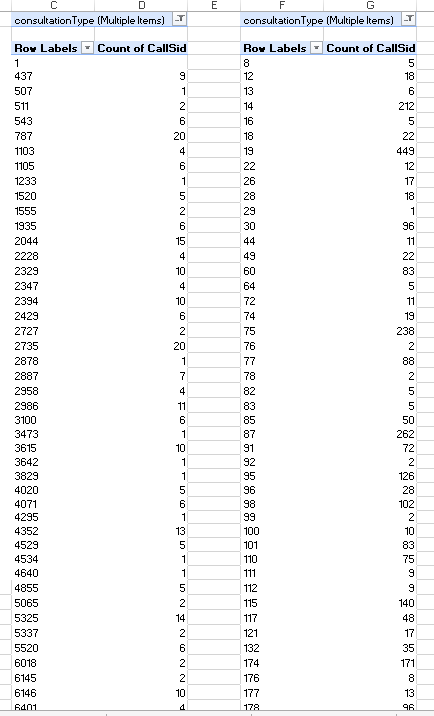 C D E F G
consultationType (Multiple Items) consultationType (Multiple Items)
Row Labels Count of CallSid Row Labels Count of CallSid
1 8 5
437 9 12 18
507 1 13 6
511 2 14 212
543 6 16 5
787 20 18 22
1103 4 19 449
1105 6 22 12
1233 1 26 17
1520 5 28 18
1555 2 29 1
1935 6 30 96
2044 15 44 11
2228 4 49 22
2329 10 60 83
2347 4 64 5
2394 10 72 11
2429 6 74 19
2727 2 75 238
2735 20 76 2
2878 1 77 88
2887 7 78 2
2958 4 82 5
2986 11 83 5
3100 6 85 50
3473 1 87 262
3615 10 91 72
3642 1 92 2
3829 1 95 126
4020 5 96 28
4071 6 98 102
4295 1 99 2
4352 13 100 10
4529 5 101 83
4534 1 110 75
4640 1 111 9
4855 5 112 9
5065 2 115 140
5325 14 117 48
5337 2 121 17
5520 6 132 35
6018 2 174 171
6145 2 176 8
6146 10 177 13
6401 4 178 96